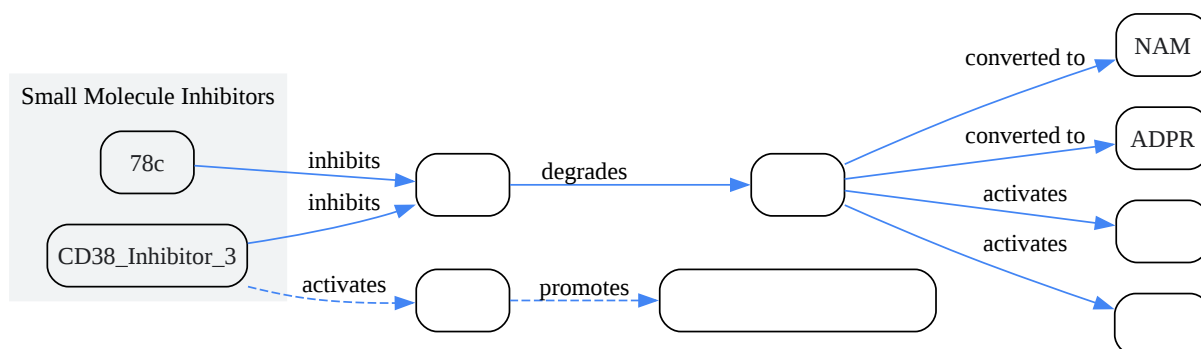 NAM
converted to
Small Molecule Inhibitors
78c
inhibits
degrades
converted to
ADPR
inhibits
activates
CD38_Inhibitor_3
activates
activates
promotes